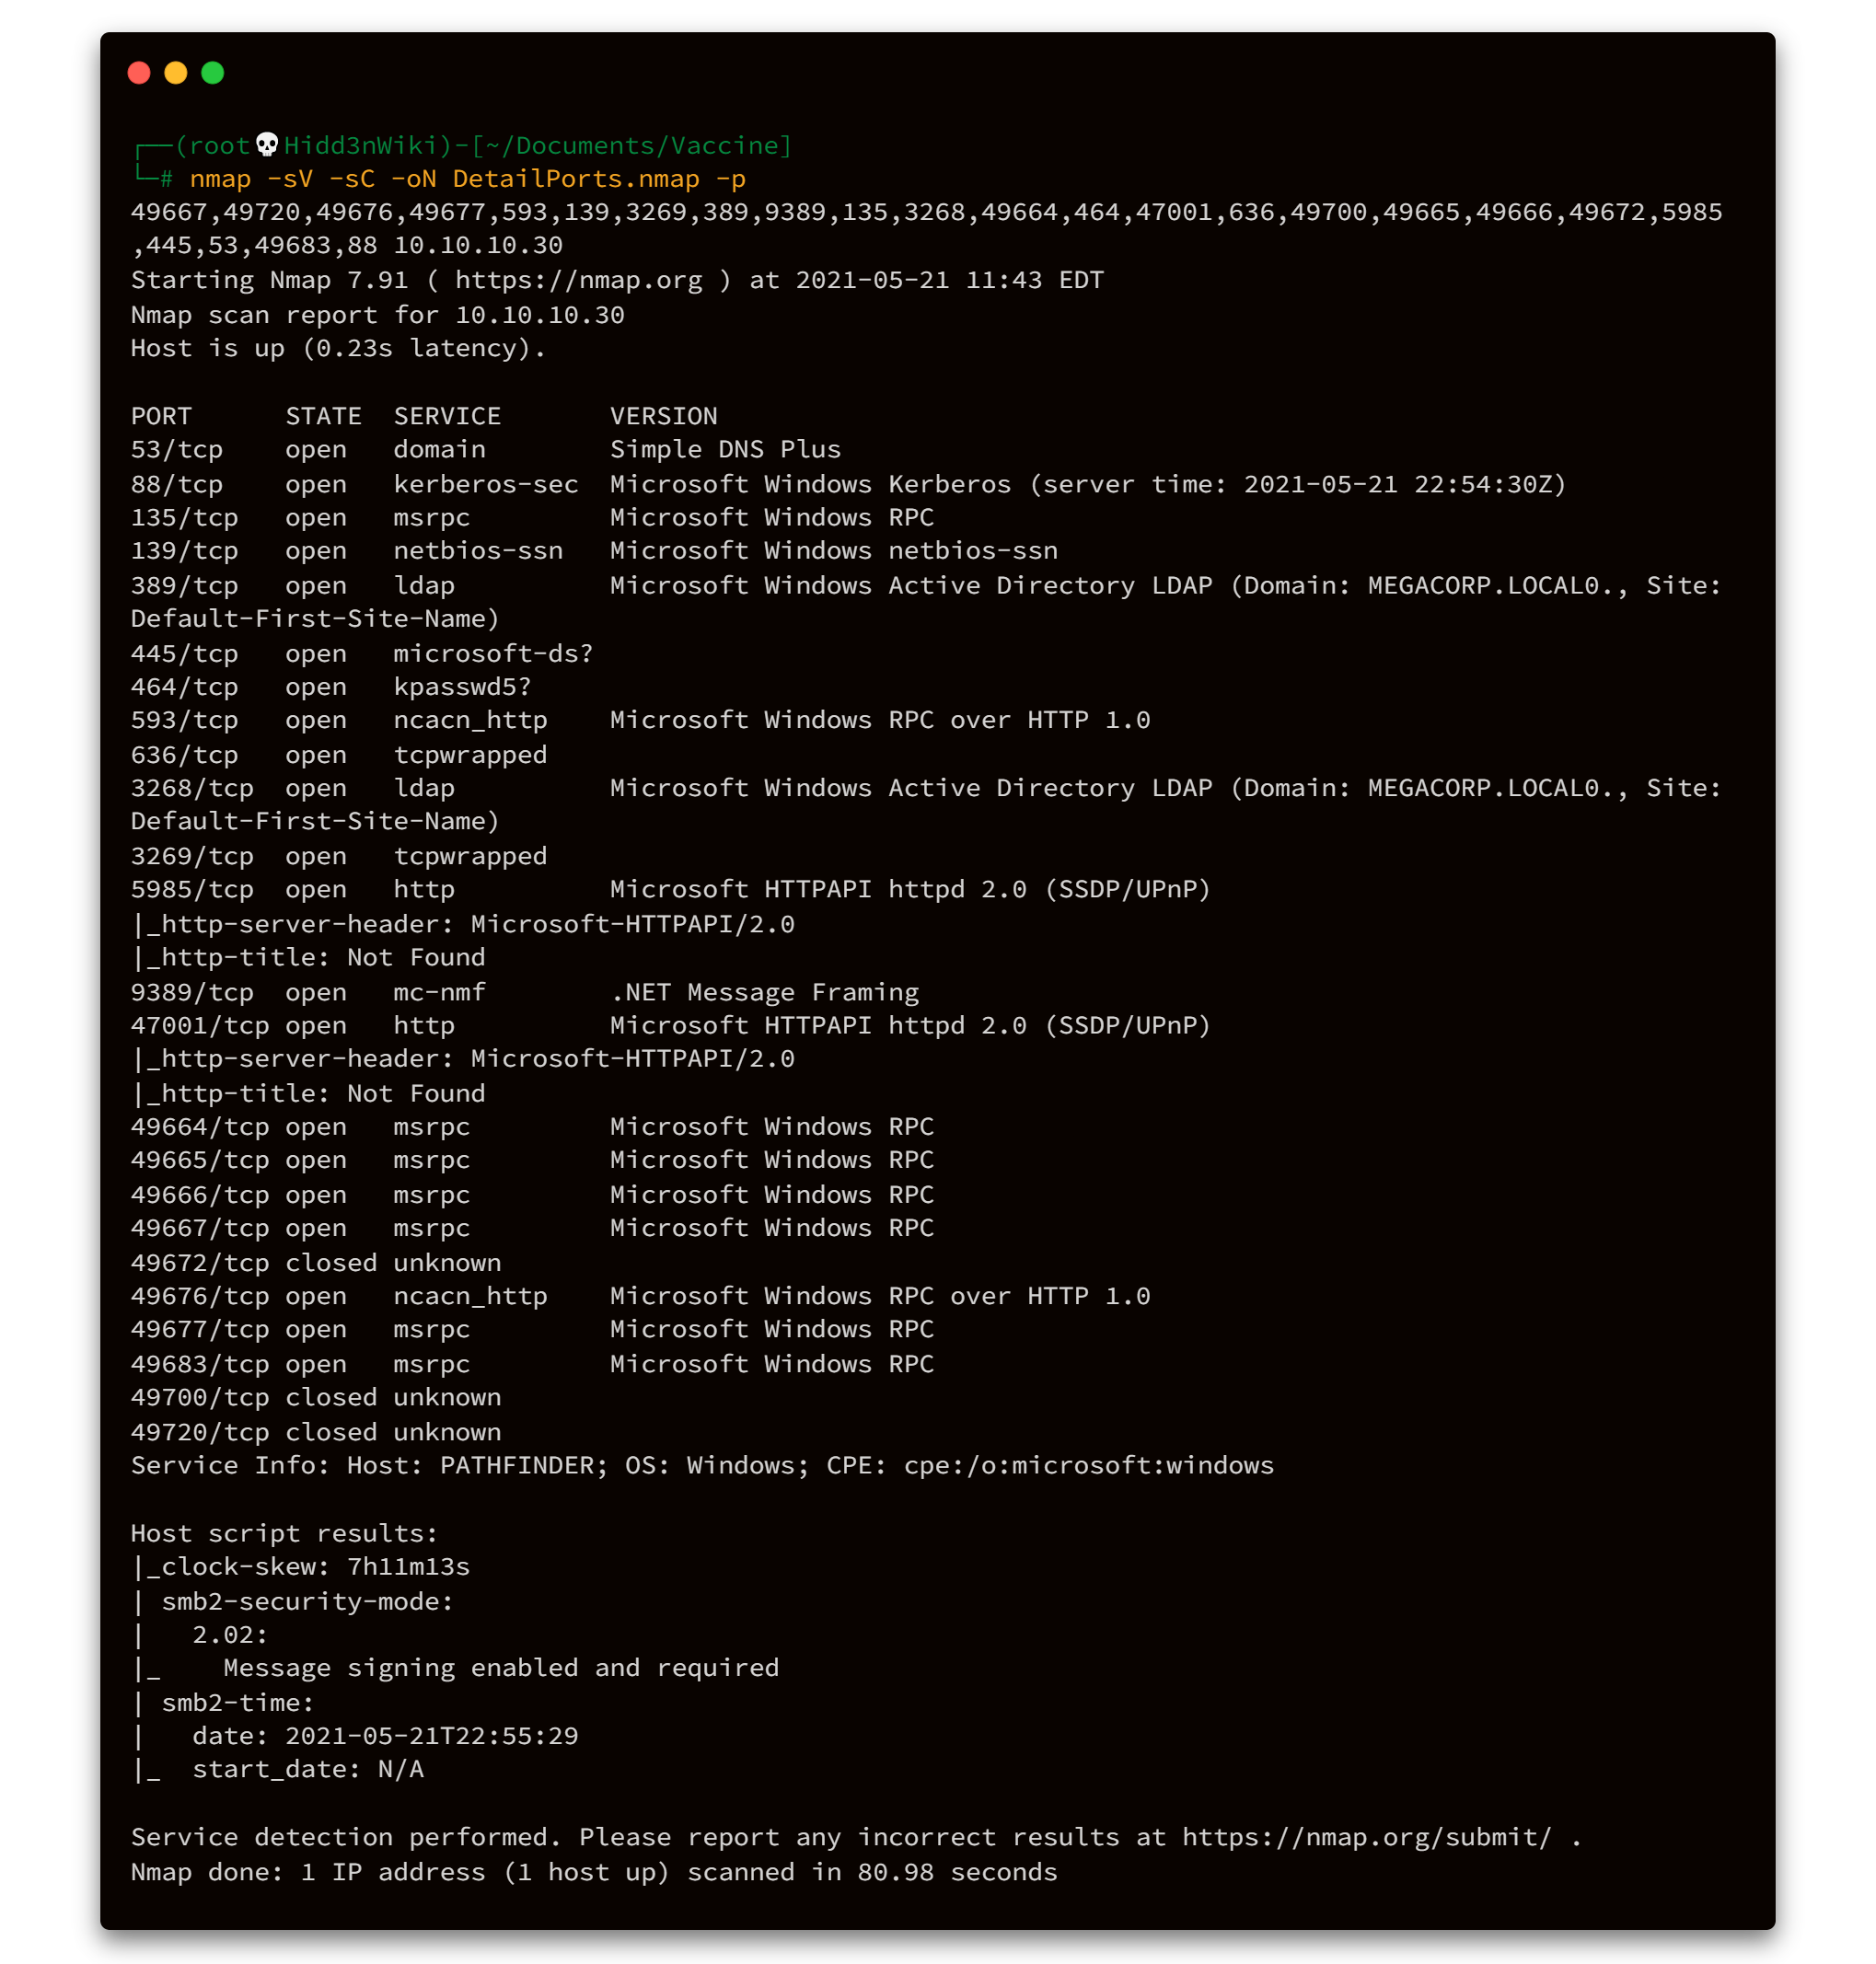 ┌──(root💀Hidd3nWiki)-[~/Documents/Vaccine]
└─# nmap -sV -sC -oN DetailPorts.nmap -p
49667,49720,49676,49677,593,139,3269,389,9389,135,3268,49664,464,47001,636,49700,49665,49666,49672,5985
,445,53,49683,88 10.10.10.30
Starting Nmap 7.91 ( https://nmap.org ) at 2021-05-21 11:43 EDT
Nmap scan report for 10.10.10.30
Host is up (0.23s latency).

PORT      STATE  SERVICE       VERSION
53/tcp    open   domain        Simple DNS Plus
88/tcp    open   kerberos-sec  Microsoft Windows Kerberos (server time: 2021-05-21 22:54:30Z)
135/tcp   open   msrpc         Microsoft Windows RPC
139/tcp   open   netbios-ssn   Microsoft Windows netbios-ssn
389/tcp   open   ldap          Microsoft Windows Active Directory LDAP (Domain: MEGACORP.LOCAL0., Site:
Default-First-Site-Name)
445/tcp   open   microsoft-ds?
464/tcp   open   kpasswd5?
593/tcp   open   ncacn_http    Microsoft Windows RPC over HTTP 1.0
636/tcp   open   tcpwrapped
3268/tcp  open   ldap          Microsoft Windows Active Directory LDAP (Domain: MEGACORP.LOCAL0., Site:
Default-First-Site-Name)
3269/tcp  open   tcpwrapped
5985/tcp  open   http          Microsoft HTTPAPI httpd 2.0 (SSDP/UPnP)
|_http-server-header: Microsoft-HTTPAPI/2.0
|_http-title: Not Found
9389/tcp  open   mc-nmf        .NET Message Framing
47001/tcp open   http          Microsoft HTTPAPI httpd 2.0 (SSDP/UPnP)
|_http-server-header: Microsoft-HTTPAPI/2.0
|_http-title: Not Found
49664/tcp open   msrpc         Microsoft Windows RPC
49665/tcp open   msrpc         Microsoft Windows RPC
49666/tcp open   msrpc         Microsoft Windows RPC
49667/tcp open   msrpc         Microsoft Windows RPC
49672/tcp closed unknown
49676/tcp open   ncacn_http    Microsoft Windows RPC over HTTP 1.0
49677/tcp open   msrpc         Microsoft Windows RPC
49683/tcp open   msrpc         Microsoft Windows RPC
49700/tcp closed unknown
49720/tcp closed unknown
Service Info: Host: PATHFINDER; OS: Windows; CPE: cpe:/o:microsoft:windows

Host script results:
|_clock-skew: 7h11m13s
| smb2-security-mode:
|   2.02:
|_    Message signing enabled and required
| smb2-time:
|   date: 2021-05-21T22:55:29
|_  start_date: N/A

Service detection performed. Please report any incorrect results at https://nmap.org/submit/ .
Nmap done: 1 IP address (1 host up) scanned in 80.98 seconds